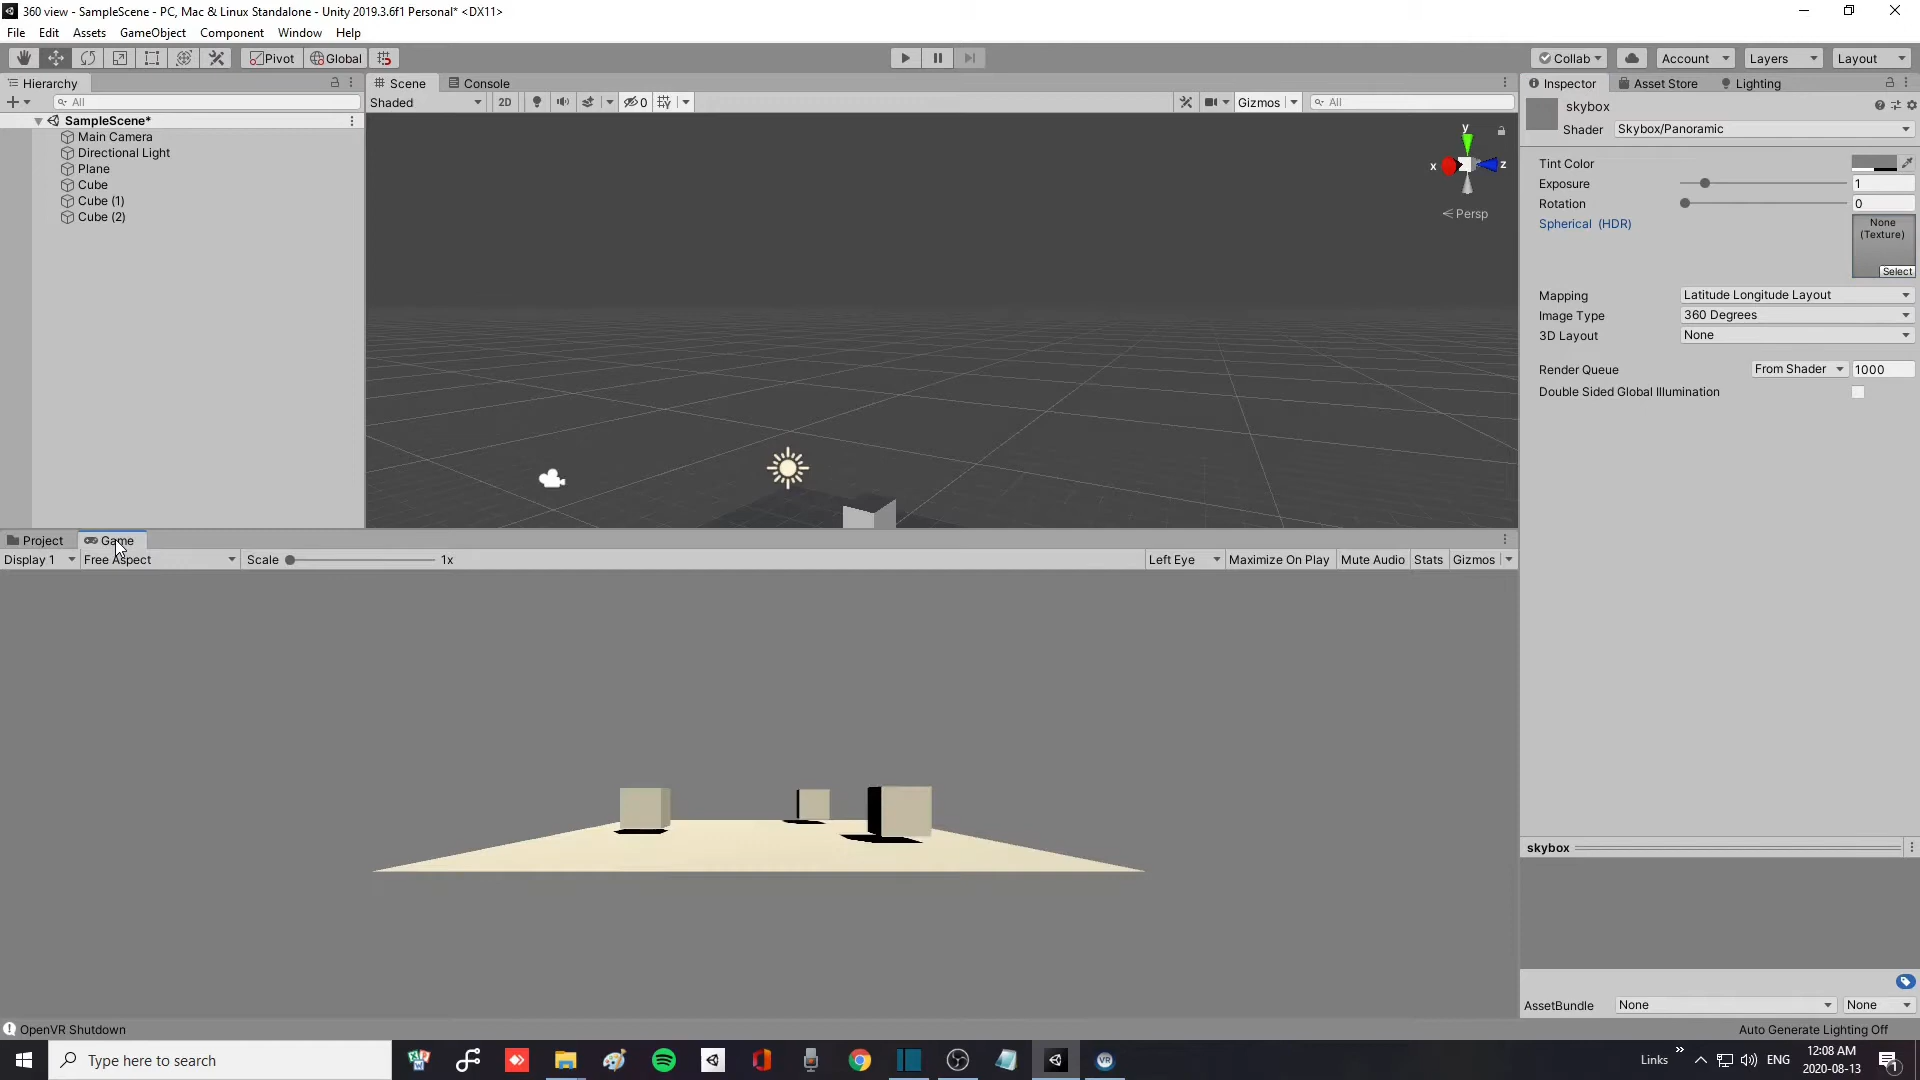 360 view - SampleScene - PC, Mac & Linux Standalone - Unity 2019.3.6f1 Personal* <DX11>
File Edit Assets GameObject Component Window Help
Pivot Global Collab Account Layers Layout
Hierarchy
All
SampleScene*
Main Camera
Directional Light
Plane
Cube
Cube (1)
Cube (2)
Scene Console
Shaded 2D 0 Gizmos All
y
x z
Persp
Inspector Asset Store Lighting
skybox
Shader Skybox/Panoramic
Tint Color
Exposure 1
Rotation 0
Spherical (HDR) None
(Texture)
Select
Mapping Latitude Longitude Layout
Image Type 360 Degrees
3D Layout None
Render Queue From Shader 1000
Double Sided Global Illumination
Project Game
Display 1 Free Aspect Scale 1x Left Eye Maximize On Play Mute Audio Stats Gizmos
skybox
AssetBundle None None
OpenVR Shutdown Auto Generate Lighting Off
Type here to search
VR
Links » ENG 12:08 AM
2020-08-13
1